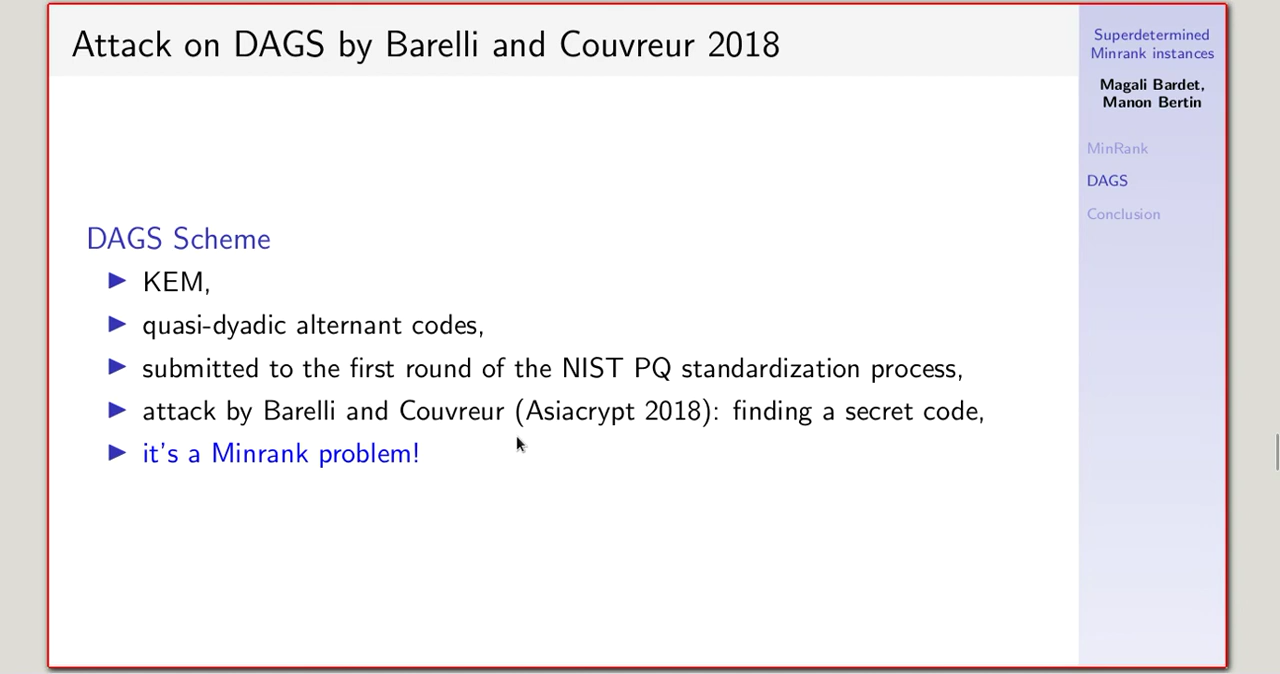 Attack on DAGS by Barelli and Couvreur 2018
DAGS Scheme
KEM,
quasi-dyadic alternant codes,
submitted to the first round of the NIST PQ standardization process,
attack by Barelli and Couvreur (Asiacrypt 2018): finding a secret code,
it's a Minrank problem!
Superdetermined
Minrank instances
Magali Bardet,
Manon Bertin
MinRank
DAGS
Conclusion